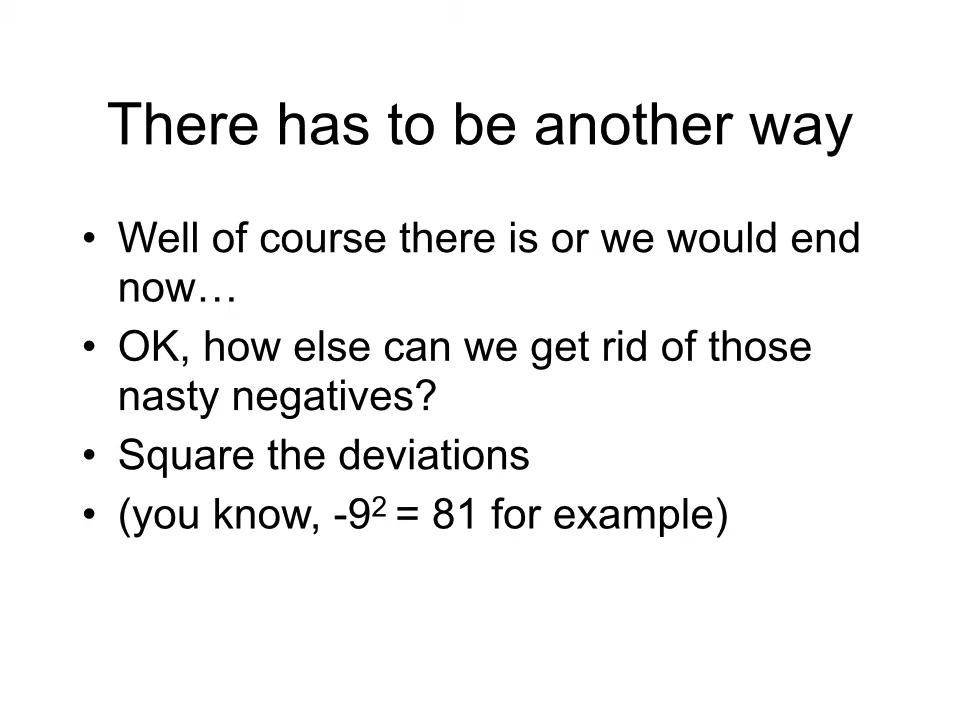 There has to be another way
• Well of course there is or we would end
now…
• OK, how else can we get rid of those
nasty negatives?
• Square the deviations
• (you know, -9² = 81 for example)